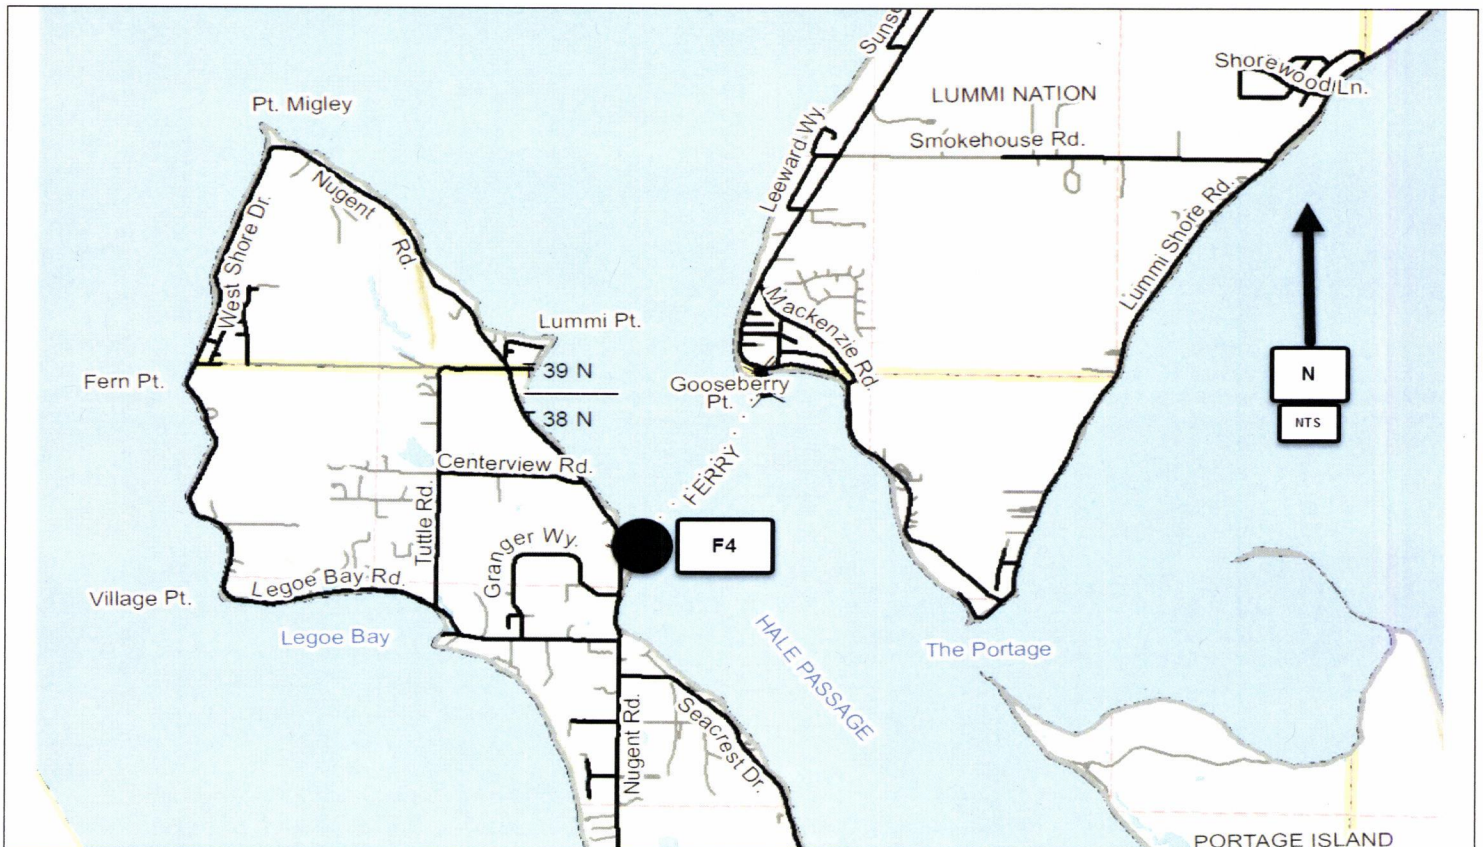 Sunse
Shorewood Ln.
Pt. Migley
LUMMI NATION
Smokehouse Rd.
Leeward Wy.
Nugent Rd.
West Shore Dr.
Lummi Shore Rd.
Mackenzie Rd
Lummi Pt.
T 39 N
Fern Pt.
Gooseberry
Pt.
N
NTS
38 N
Centerview Rd.
FERRY
Tuttle Rd.
Granger Wy.
F4
Legoe Bay Rd.
Village Pt.
Legoe Bay
HALE PASSAGE
The Portage
Nugent Rd.
Seacrest Dr.
PORTAGE ISLAND